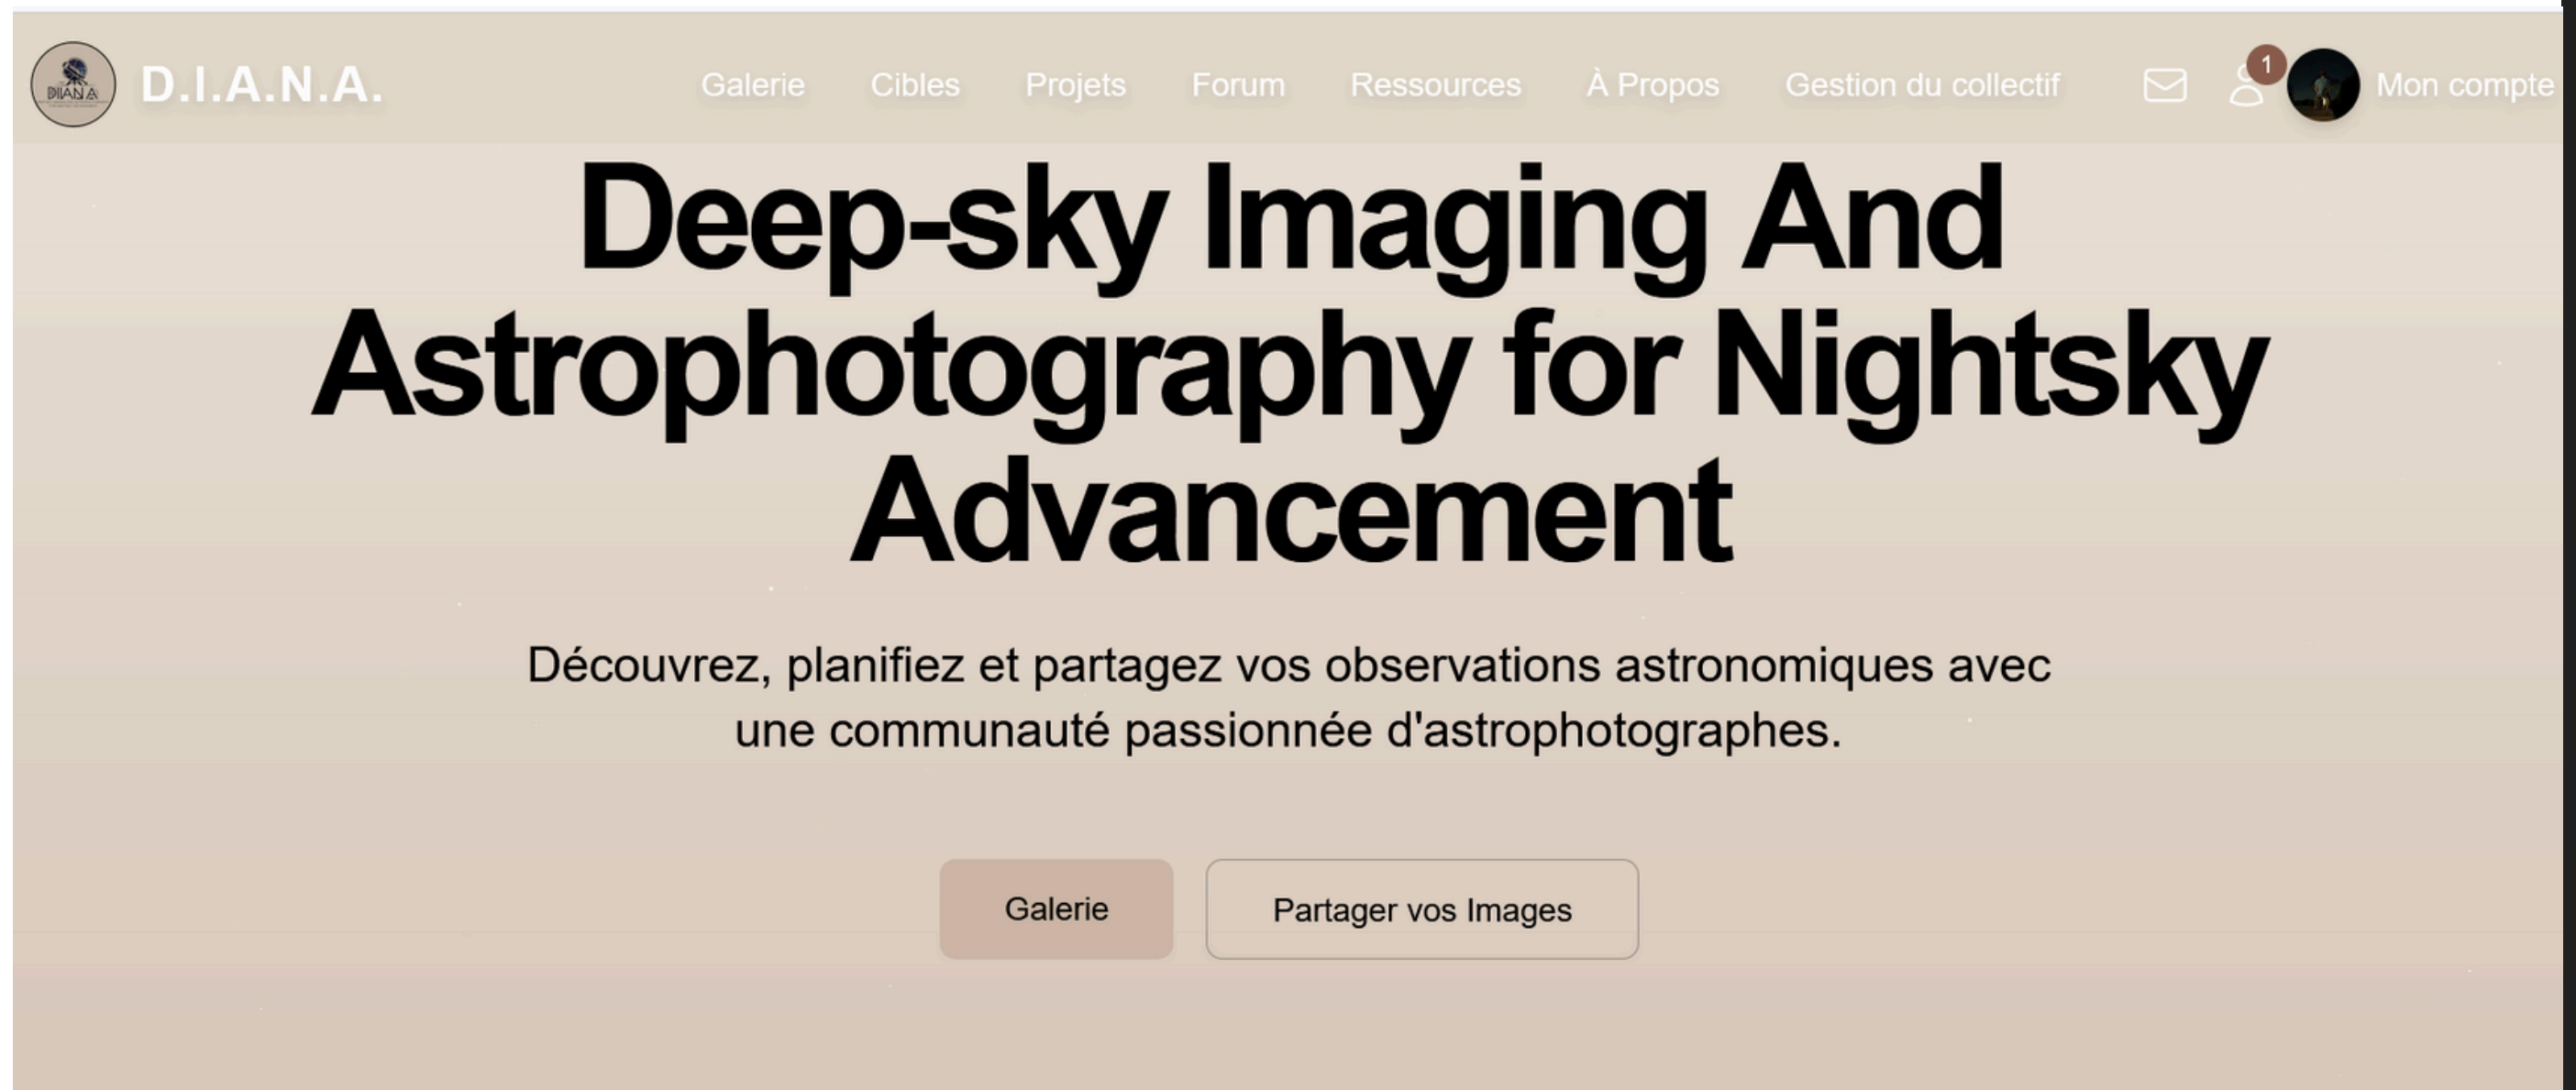 DIANA
D.I.A.N.A.
Galerie
Cibles
Projets
Forum
Ressources
À Propos
Gestion du collectif
1
Mon compte
Deep-sky Imaging And
Astrophotography for Nightsky
Advancement
Découvrez, planifiez et partagez vos observations astronomiques avec
une communauté passionnée d'astrophotographes.
Galerie
Partager vos Images